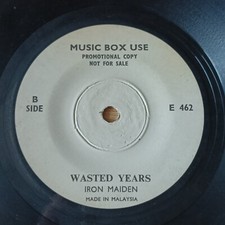 MUSIC BOX USE
PROMOTIONAL COPY
NOT FOR SALE
B
SIDE
E 462
WASTED YEARS
IRON MAIDEN
MADE IN MALAYSIA